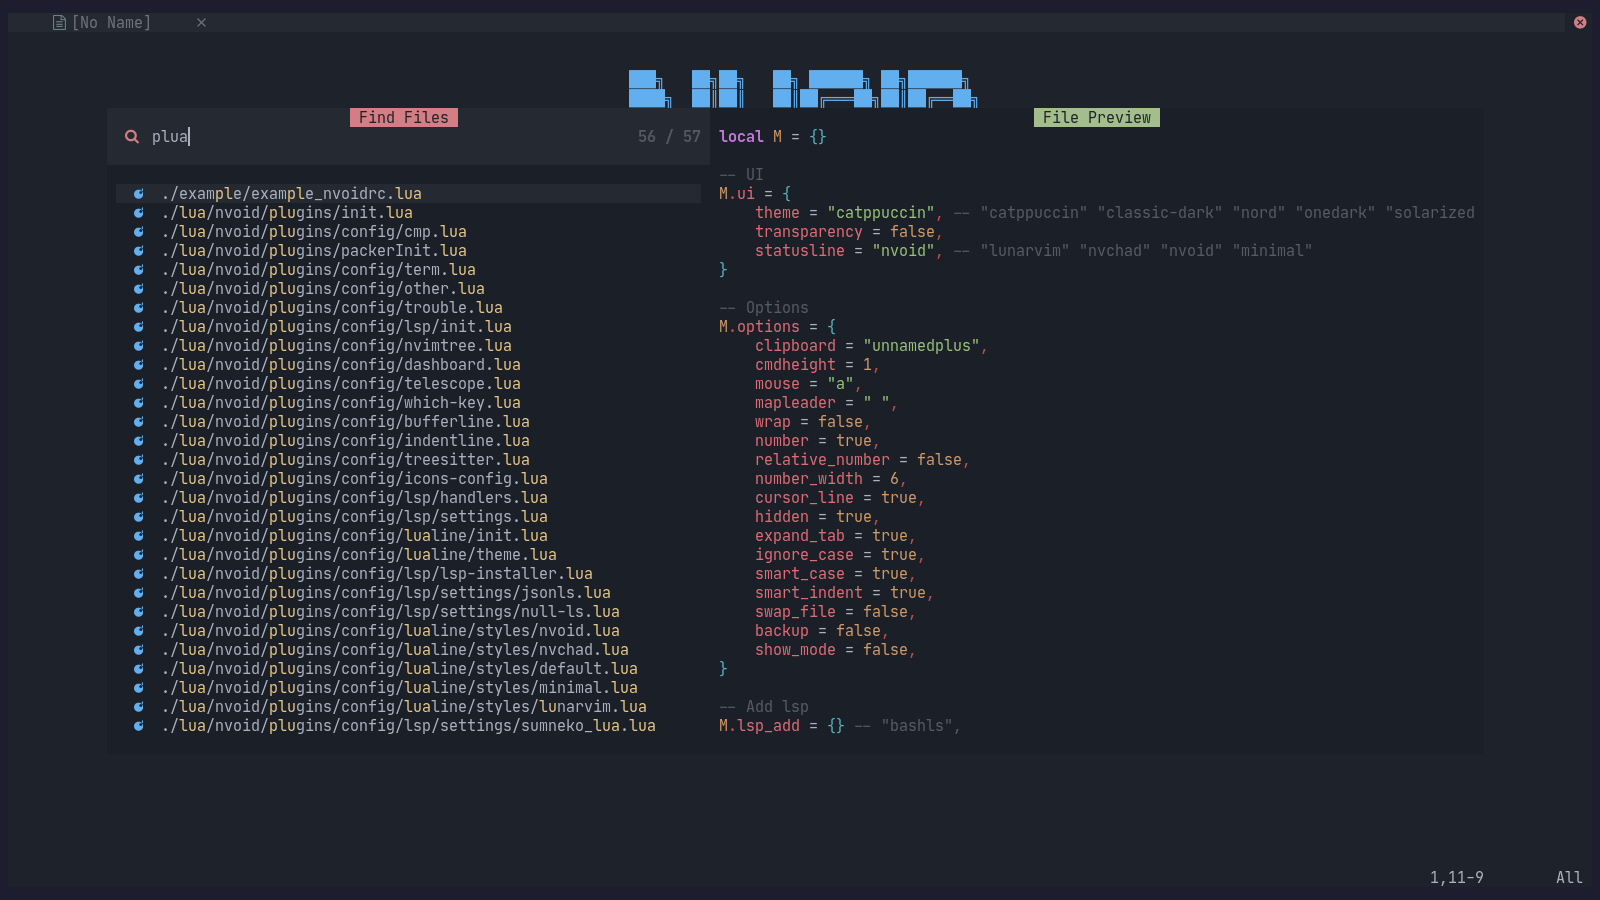 [No Name] ×
Find Files
plua 56 / 57
./example/example_nvoidrc.lua
./lua/nvoid/plugins/init.lua
./lua/nvoid/plugins/config/cmp.lua
./lua/nvoid/plugins/packerInit.lua
./lua/nvoid/plugins/config/term.lua
./lua/nvoid/plugins/config/other.lua
./lua/nvoid/plugins/config/trouble.lua
./lua/nvoid/plugins/config/lsp/init.lua
./lua/nvoid/plugins/config/nvimtree.lua
./lua/nvoid/plugins/config/dashboard.lua
./lua/nvoid/plugins/config/telescope.lua
./lua/nvoid/plugins/config/which-key.lua
./lua/nvoid/plugins/config/bufferline.lua
./lua/nvoid/plugins/config/indentline.lua
./lua/nvoid/plugins/config/treesitter.lua
./lua/nvoid/plugins/config/icons-config.lua
./lua/nvoid/plugins/config/lsp/handlers.lua
./lua/nvoid/plugins/config/lsp/settings.lua
./lua/nvoid/plugins/config/lualine/init.lua
./lua/nvoid/plugins/config/lualine/theme.lua
./lua/nvoid/plugins/config/lsp/lsp-installer.lua
./lua/nvoid/plugins/config/lsp/settings/jsonls.lua
./lua/nvoid/plugins/config/lsp/settings/null-ls.lua
./lua/nvoid/plugins/config/lualine/styles/nvoid.lua
./lua/nvoid/plugins/config/lualine/styles/nvchad.lua
./lua/nvoid/plugins/config/lualine/styles/default.lua
./lua/nvoid/plugins/config/lualine/styles/minimal.lua
./lua/nvoid/plugins/config/lualine/styles/lunarvim.lua
./lua/nvoid/plugins/config/lsp/settings/sumneko_lua.lua
File Preview
local M = {}
-- UI
M.ui = {
theme = "catppuccin", -- "catppuccin" "classic-dark" "nord" "onedark" "solarized
transparency = false,
statusline = "nvoid", -- "lunarvim" "nvchad" "nvoid" "minimal"
}
-- Options
M.options = {
clipboard = "unnamedplus",
cmdheight = 1,
mouse = "a",
mapleader = " ",
wrap = false,
number = true,
relative_number = false,
number_width = 6,
cursor_line = true,
hidden = true,
expand_tab = true,
ignore_case = true,
smart_case = true,
smart_indent = true,
swap_file = false,
backup = false,
show_mode = false,
}
-- Add lsp
M.lsp_add = {} -- "bashls",
1,11-9 All